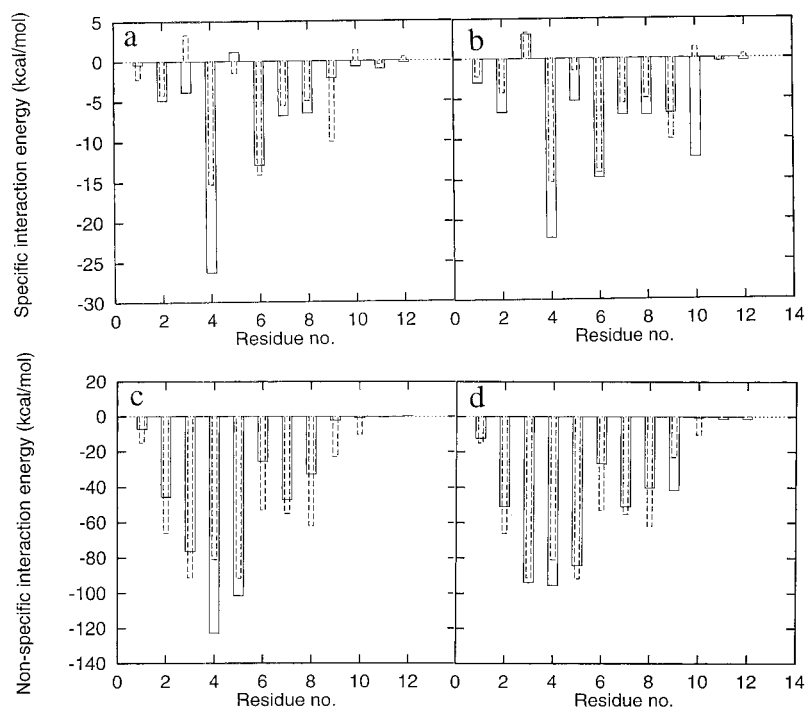 Specific interaction energy (kcal/mol)
5
0
-5
-10
-15
-20
-25
-30
a
b
0 2 4 6 8 10 12 0 2 4 6 8 10 12 14
Residue no. Residue no.
Non-specific interaction energy (kcal/mol)
20
0
-20
-40
-60
-80
-100
-120
-140
c
d
0 2 4 6 8 10 12 0 2 4 6 8 10 12 14
Residue no. Residue no.